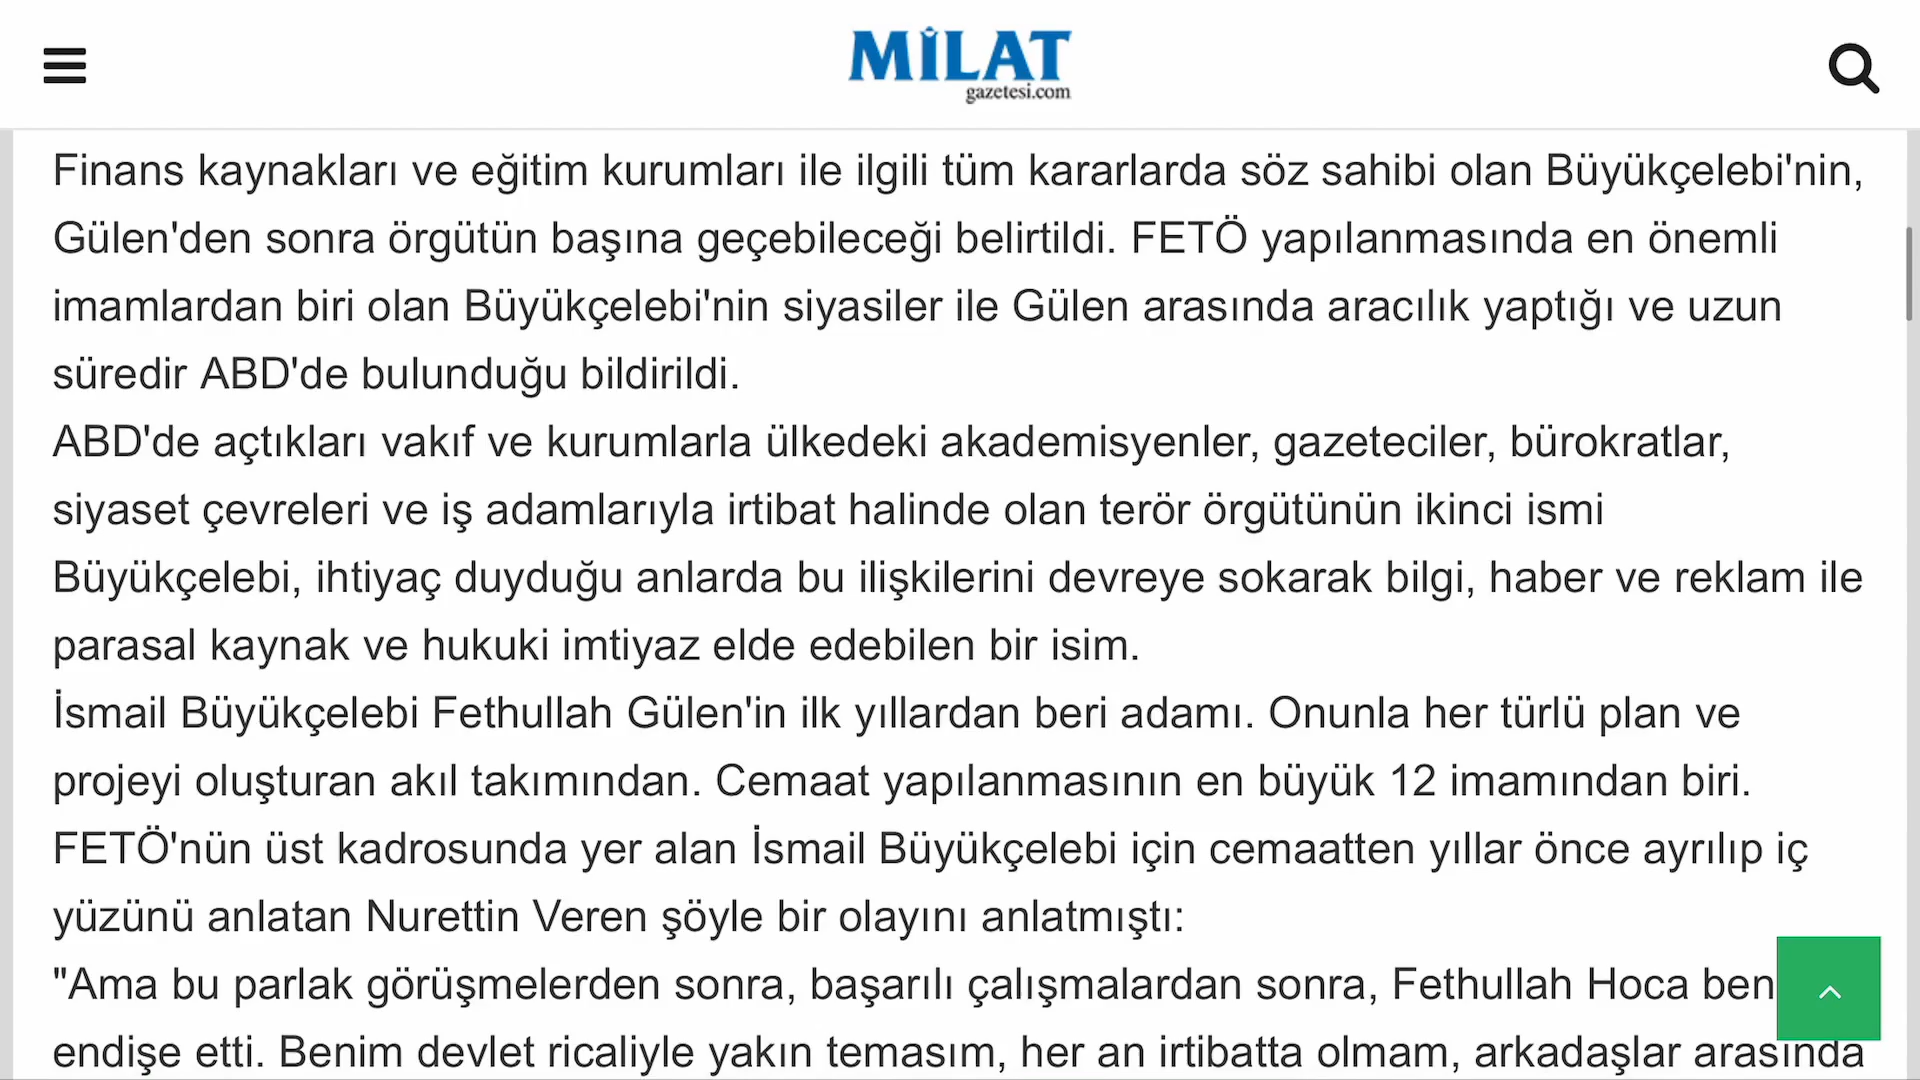 MİLAT
gazetesi.com
Finans kaynakları ve eğitim kurumları ile ilgili tüm kararlarda söz sahibi olan Büyükçelebi'nin,
Gülen'den sonra örgütün başına geçebileceği belirtildi. FETÖ yapılanmasında en önemli
imamlardan biri olan Büyükçelebi'nin siyasiler ile Gülen arasında aracılık yaptığı ve uzun
süredir ABD'de bulunduğu bildirildi.
ABD'de açtıkları vakıf ve kurumlarla ülkedeki akademisyenler, gazeteciler, bürokratlar,
siyaset çevreleri ve iş adamlarıyla irtibat halinde olan terör örgütünün ikinci ismi
Büyükçelebi, ihtiyaç duyduğu anlarda bu ilişkilerini devreye sokarak bilgi, haber ve reklam ile
parasal kaynak ve hukuki imtiyaz elde edebilen bir isim.
İsmail Büyükçelebi Fethullah Gülen'in ilk yıllardan beri adamı. Onunla her türlü plan ve
projeyi oluşturan akıl takımından. Cemaat yapılanmasının en büyük 12 imamından biri.
FETÖ'nün üst kadrosunda yer alan İsmail Büyükçelebi için cemaatten yıllar önce ayrılıp iç
yüzünü anlatan Nurettin Veren şöyle bir olayını anlatmıştı:
"Ama bu parlak görüşmelerden sonra, başarılı çalışmalardan sonra, Fethullah Hoca ben
endişe etti. Benim devlet ricaliyle yakın temasım, her an irtibatta olmam, arkadaşlar arasında